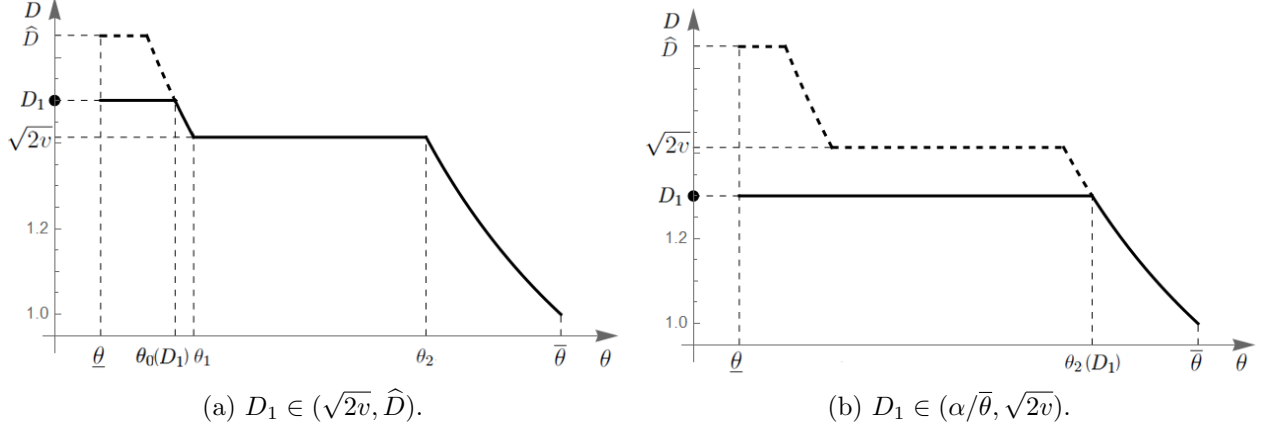 D
D̂
D₁
√2v
1.2
1.0
θ̲
θ₀(D₁) θ₁
θ₂
θ̅
θ
(a) D₁ ∈ (√2v, D̂).
D
D̂
√2v
D₁
1.2
1.0
θ̲
θ₂(D₁)
θ̅
θ
(b) D₁ ∈ (α/θ̅, √2v).